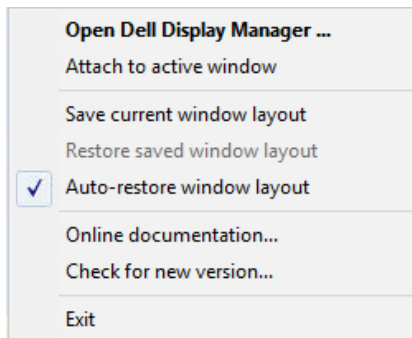 Open Dell Display Manager ...
Attach to active window
Save current window layout
Restore saved window layout
Auto-restore window layout
Online documentation...
Check for new version...
Exit